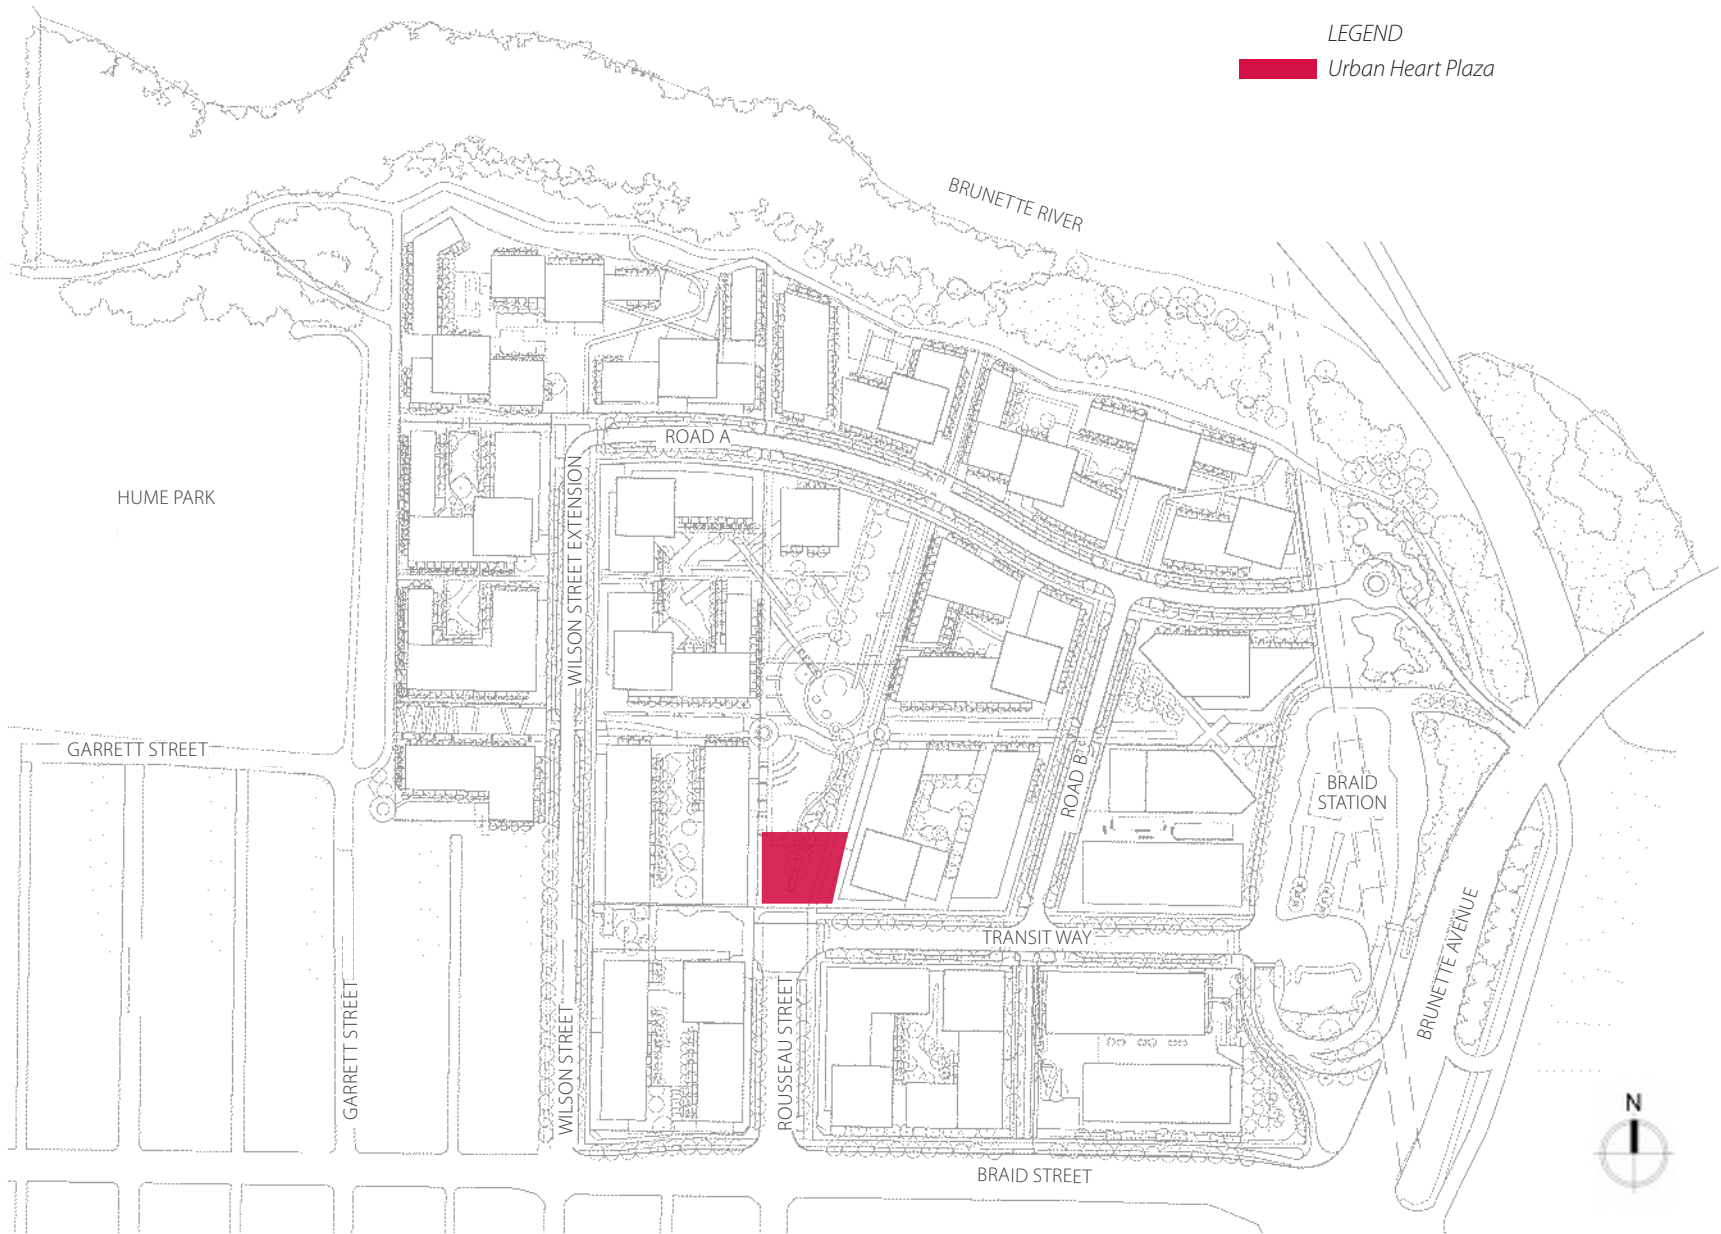 LEGEND
Urban Heart Plaza
BRUNETTE RIVER
ROAD A
HUME PARK
WILSON STREET EXTENSION
GARRETT STREET
ROAD B
BRAID
STATION
TRANSIT WAY
BRUNETTE AVENUE
GARRETT STREET
WILSON STREET
ROUSSEAU STREET
BRAID STREET
N